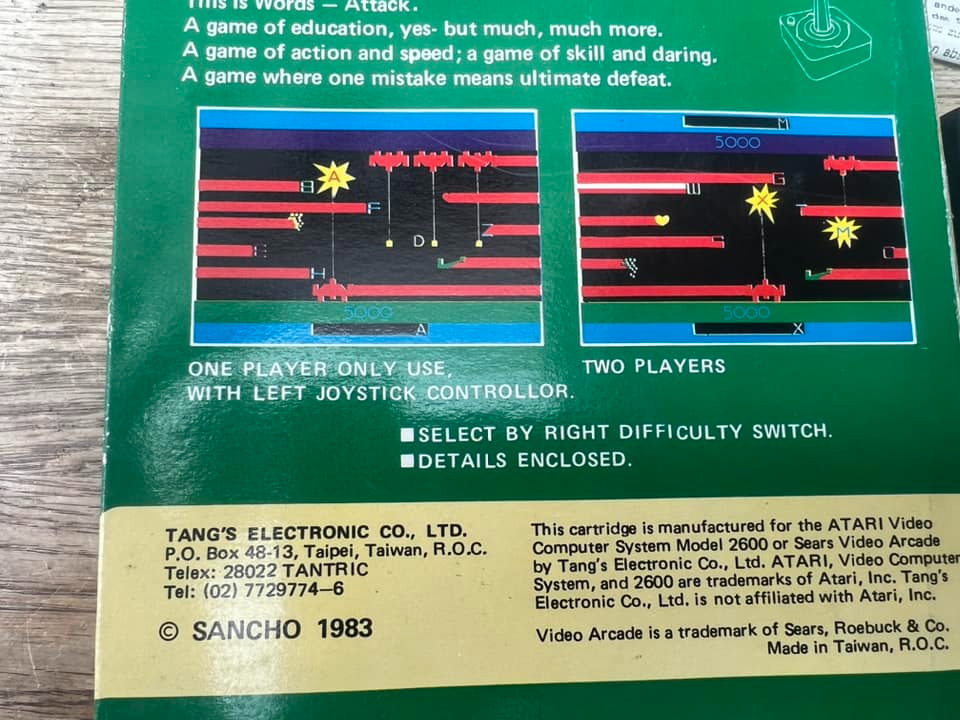 This is Words – Attack.
A game of education, yes- but much, much more.
A game of action and speed; a game of skill and daring.
A game where one mistake means ultimate defeat.
A
B
F
D
Z
E
H
5000
A
M
5000
G
W
X
M
5000
X
ONE PLAYER ONLY USE,
WITH LEFT JOYSTICK CONTROLLOR.
TWO PLAYERS
■SELECT BY RIGHT DIFFICULTY SWITCH.
■DETAILS ENCLOSED.
TANG'S ELECTRONIC CO., LTD.
P.O. Box 48-13, Taipei, Taiwan, R.O.C.
Telex: 28022 TANTRIC
Tel: (02) 7729774–6
© SANCHO 1983
This cartridge is manufactured for the ATARI Video
Computer System Model 2600 or Sears Video Arcade
by Tang's Electronic Co., Ltd. ATARI, Video Computer
System, and 2600 are trademarks of Atari, Inc. Tang's
Electronic Co., Ltd. is not affiliated with Atari, Inc.
Video Arcade is a trademark of Sears, Roebuck & Co.
Made in Taiwan, R.O.C.